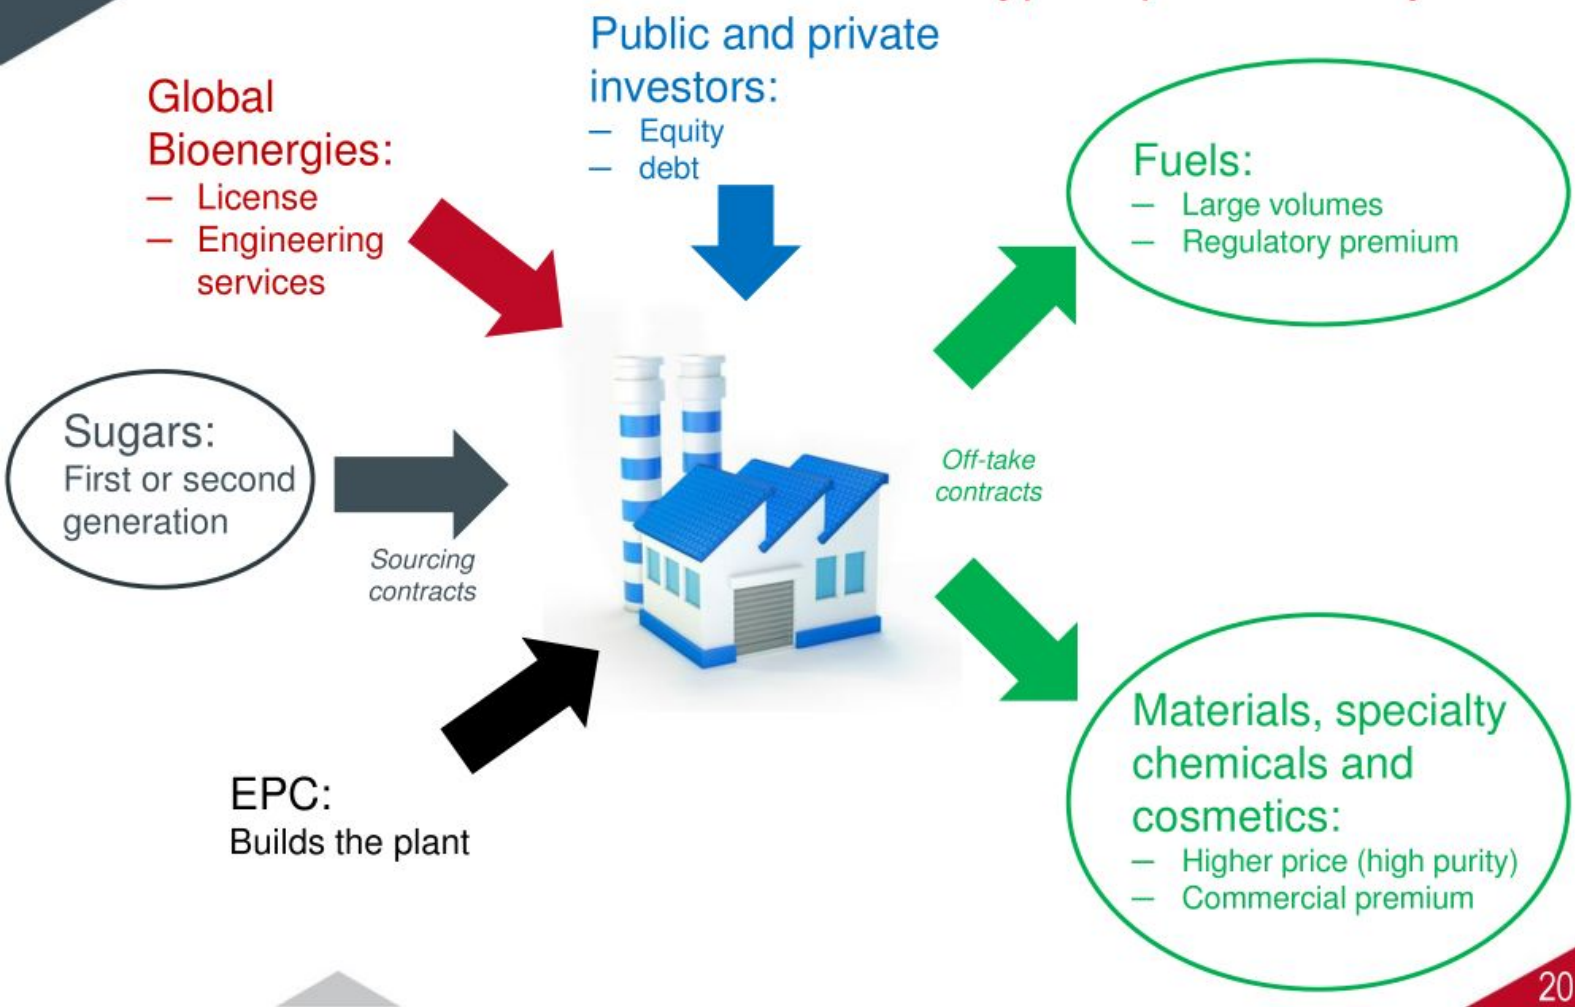 Public and private
investors:
— Equity
— debt
Global
Bioenergies:
— License
— Engineering
services
Fuels:
— Large volumes
— Regulatory premium
Sugars:
First or second
generation
Sourcing
contracts
Off-take
contracts
EPC:
Builds the plant
Materials, specialty
chemicals and
cosmetics:
— Higher price (high purity)
— Commercial premium
20